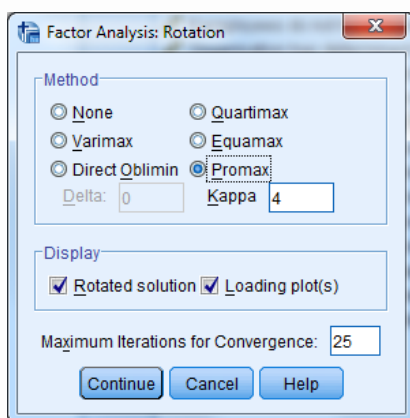 Factor Analysis: Rotation
Method
None Quartimax
Varimax Equamax
Direct Oblimin Promax
Delta: 0 Kappa 4
Display
Rotated solution Loading plot(s)
Maximum Iterations for Convergence: 25
Continue Cancel Help